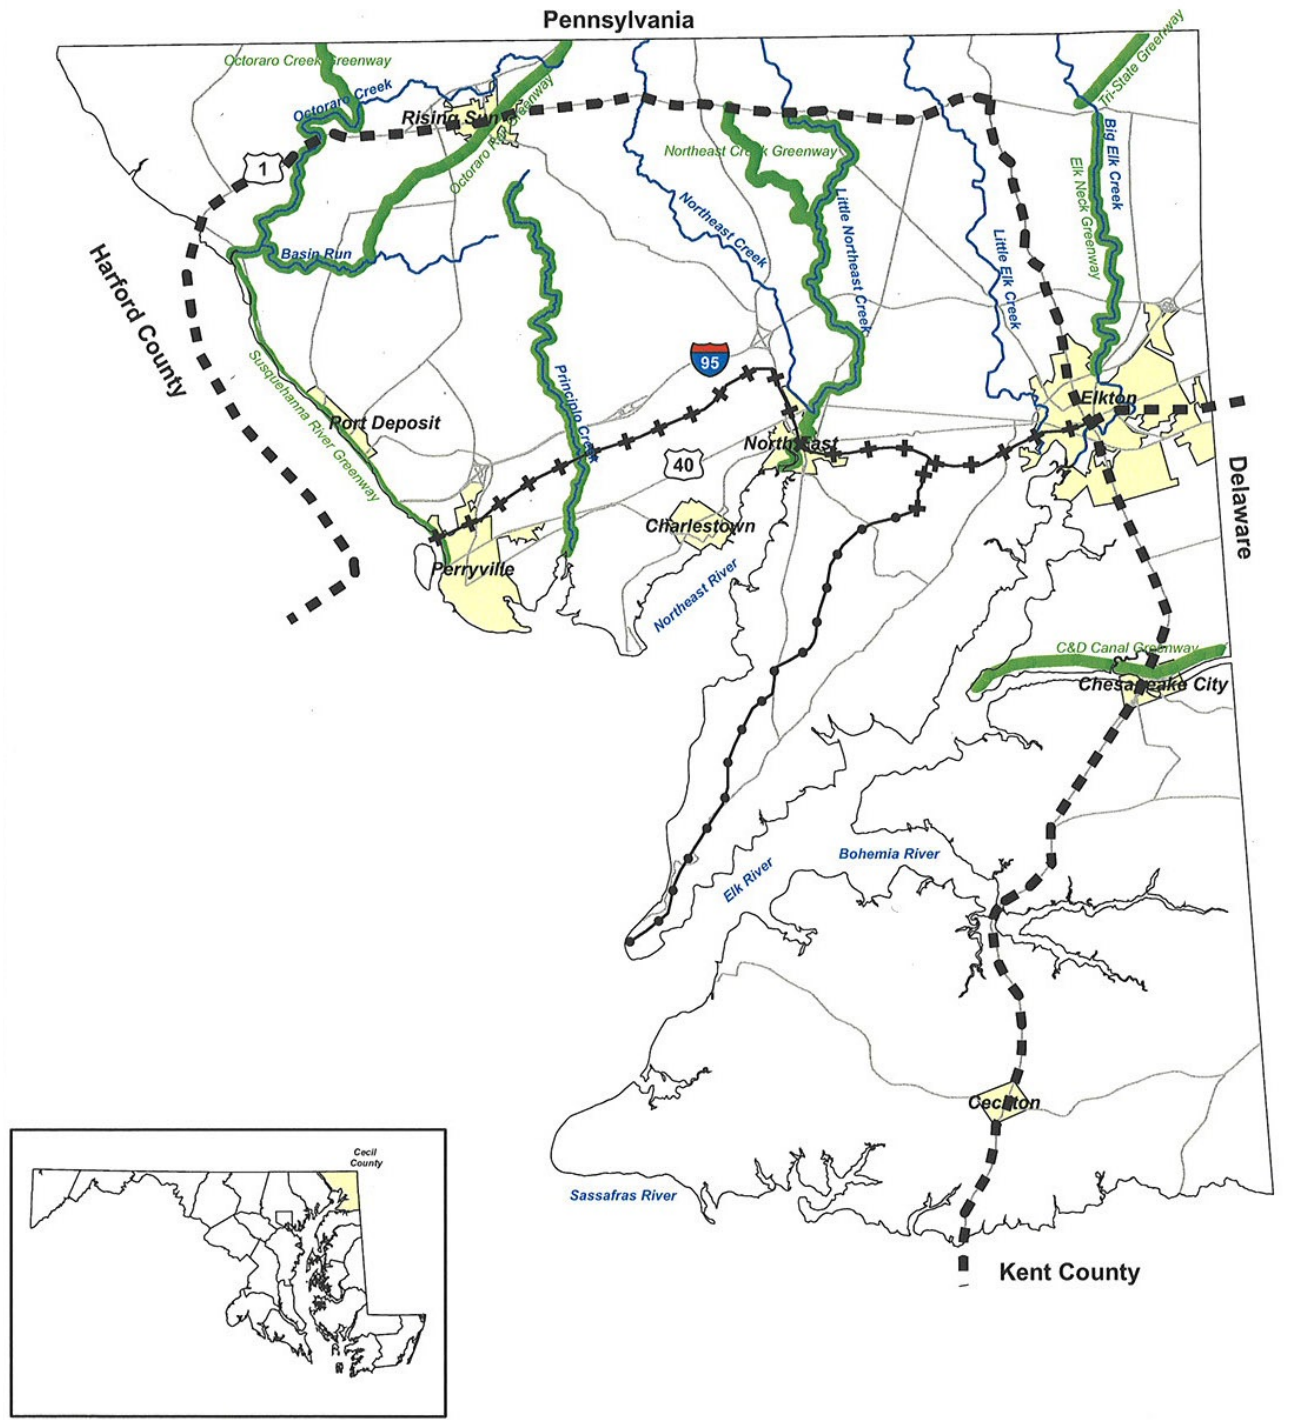 Pennsylvania
Octoraro Creek Greenway
Octoraro Creek
Rising Sun
Octoraro Rail Greenway
Tri-State Greenway
1
Northeast Creek Greenway
Big Elk Creek
Elk Neck Greenway
Northeast Creek
Little Northeast Creek
Little Elk Creek
Basin Run
Harford County
Susquehanna River Greenway
95
Principio Creek
Port Deposit
Elkton
North East
40
Delaware
Charlestown
Perryville
Northeast River
C&D Canal Greenway
Chesapeake City
Bohemia River
Elk River
Cecilton
Cecil
County
Sassafras River
Kent County